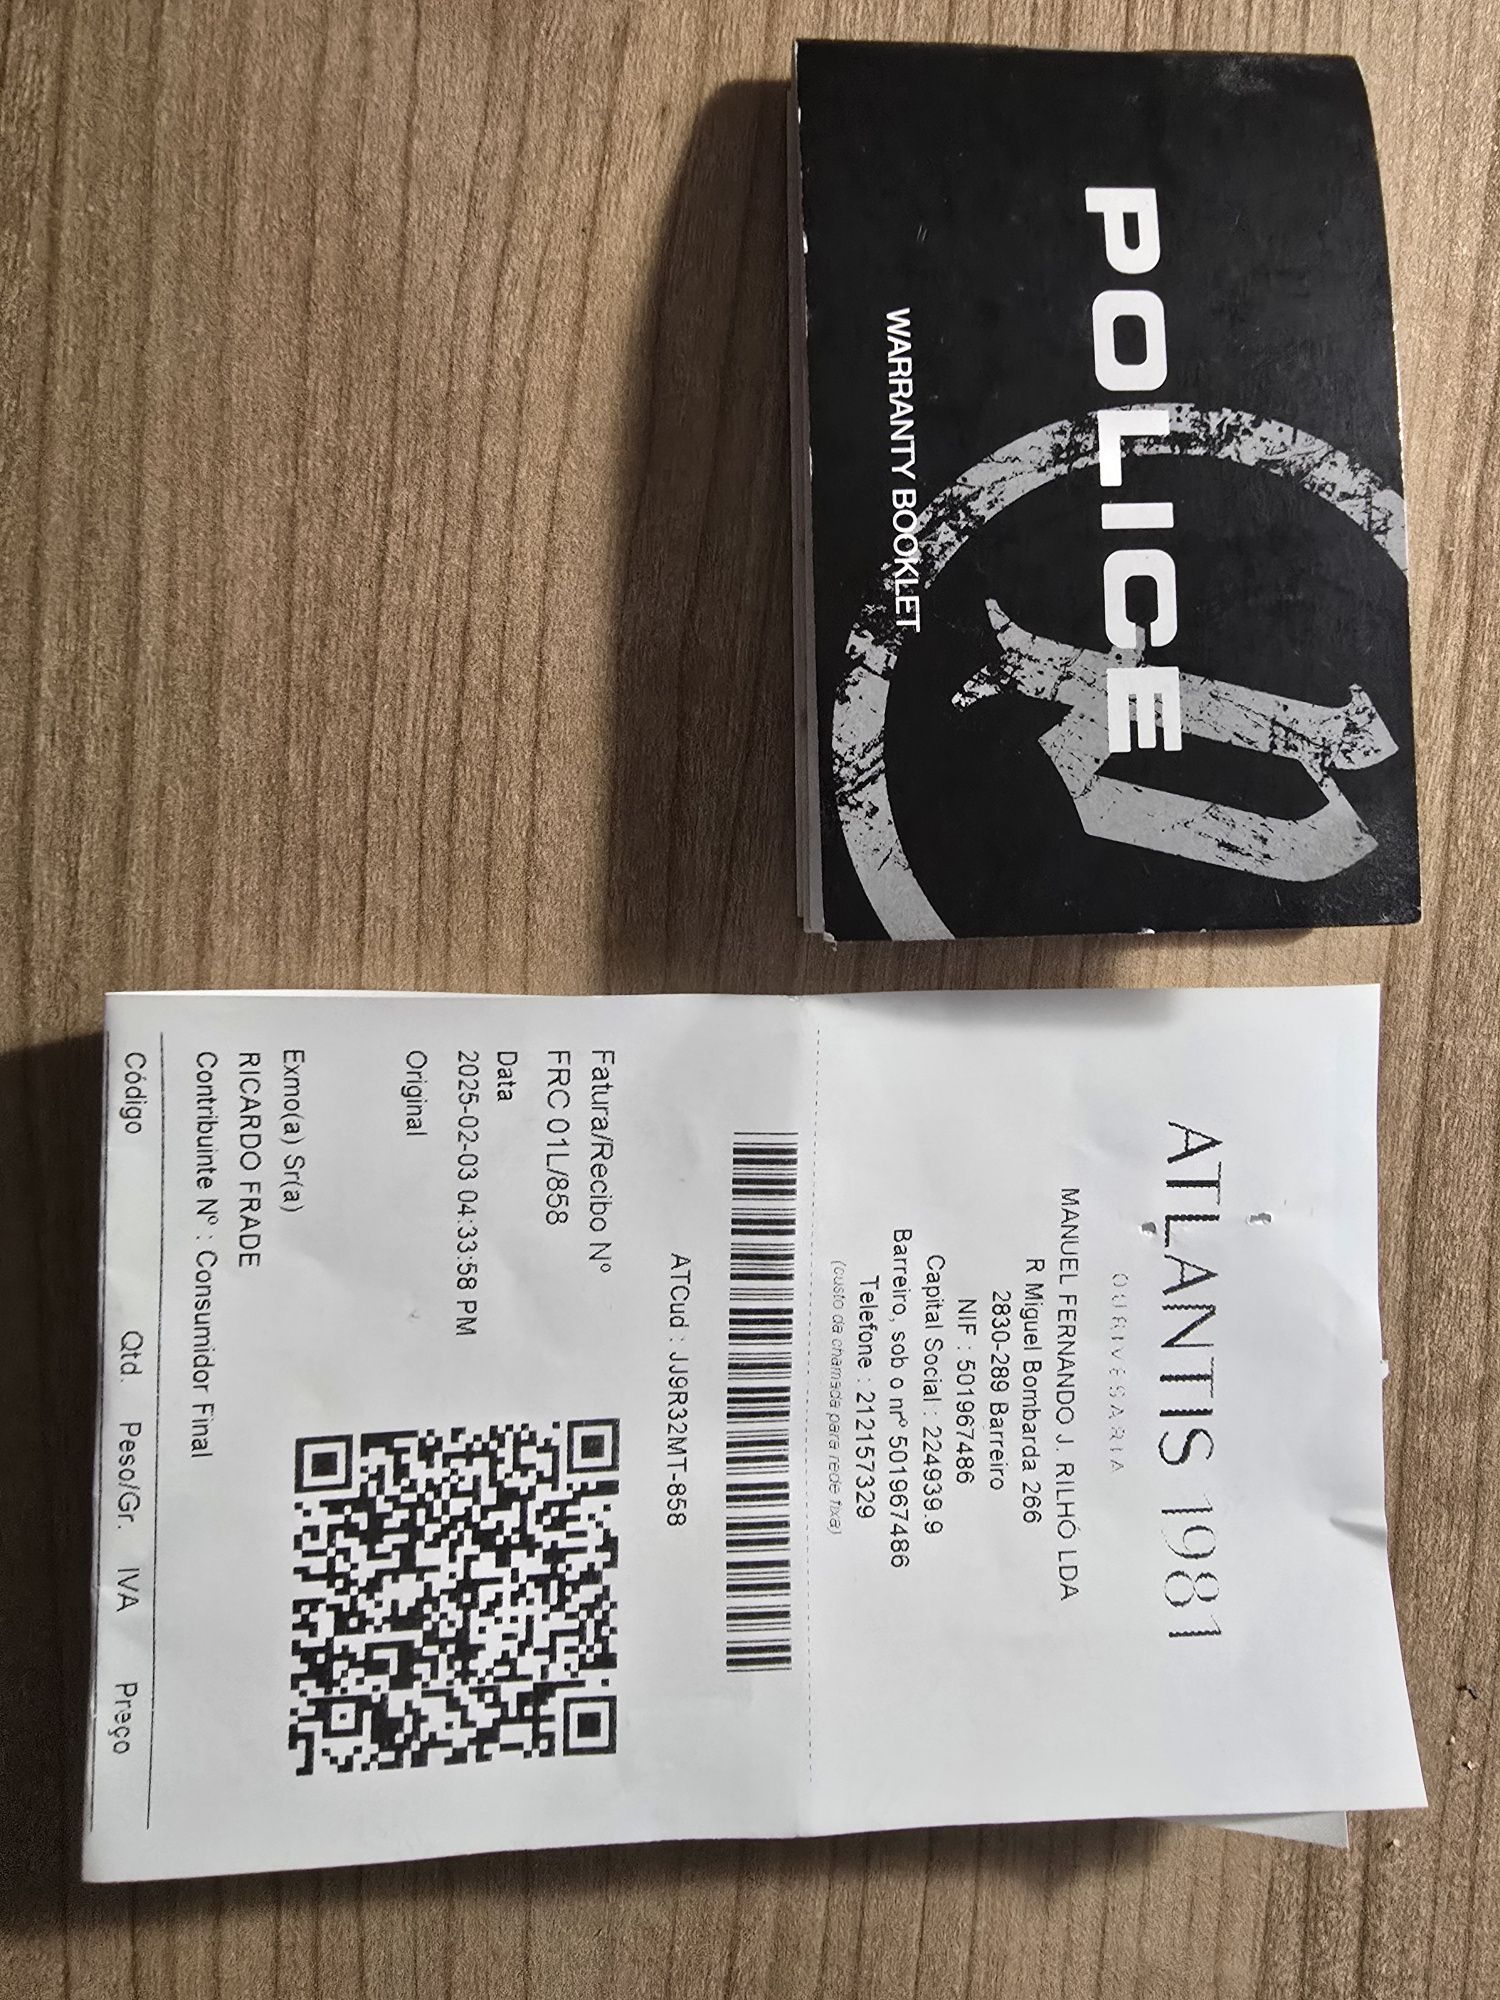 POLICE
WARRANTY BOOKLET
ATLANTIS 1981
OURIVESARIA
MANUEL FERNANDO J. RILHÓ LDA
R Miguel Bombarda 266
2830-289 Barreiro
NIF : 501967486
Capital Social : 224939.9
Barreiro, sob o nrº 501967486
Telefone : 212157329
(custo da chamada para rede fixa)
ATCud : JJ9R32MT-858
Fatura/Recibo Nº
FRC 01L/858
Data
2025-02-03 04:33:58 PM
Original
Exmo(a) Sr(a)
RICARDO FRADE
Contribuinte Nº : Consumidor Final
Código Qtd. Peso/Gr. IVA Preço